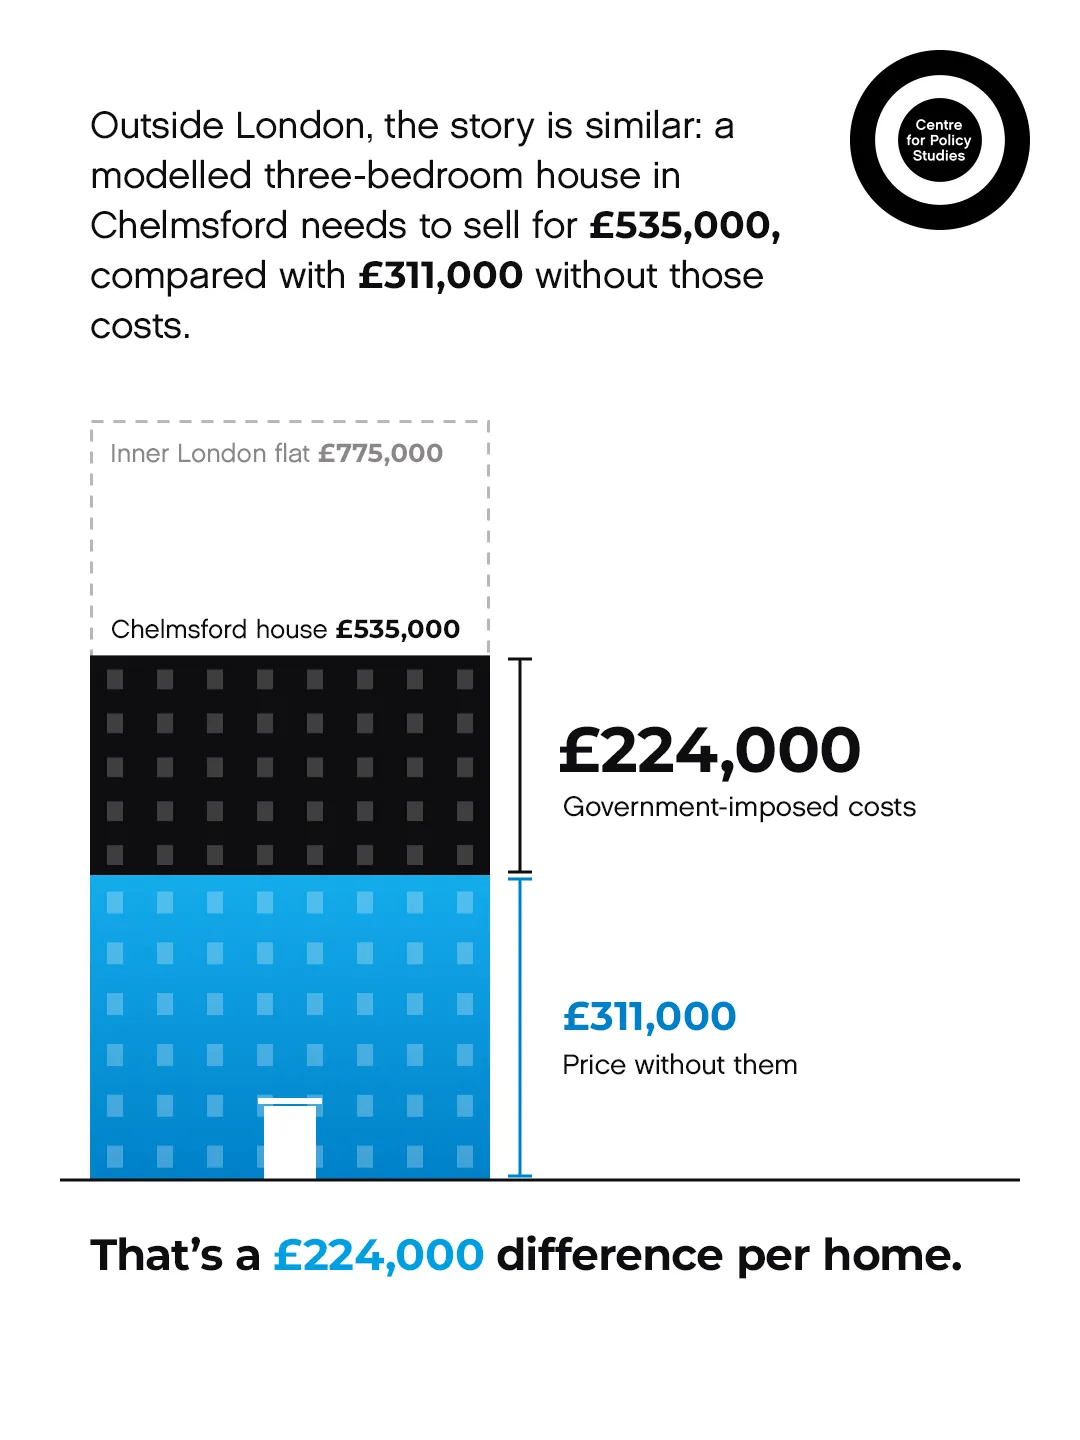 Centre
for Policy
Studies
Outside London, the story is similar: a
modelled three-bedroom house in
Chelmsford needs to sell for £535,000,
compared with £311,000 without those
costs.
Inner London flat £775,000
Chelmsford house £535,000
£224,000
Government-imposed costs
£311,000
Price without them
That's a £224,000 difference per home.